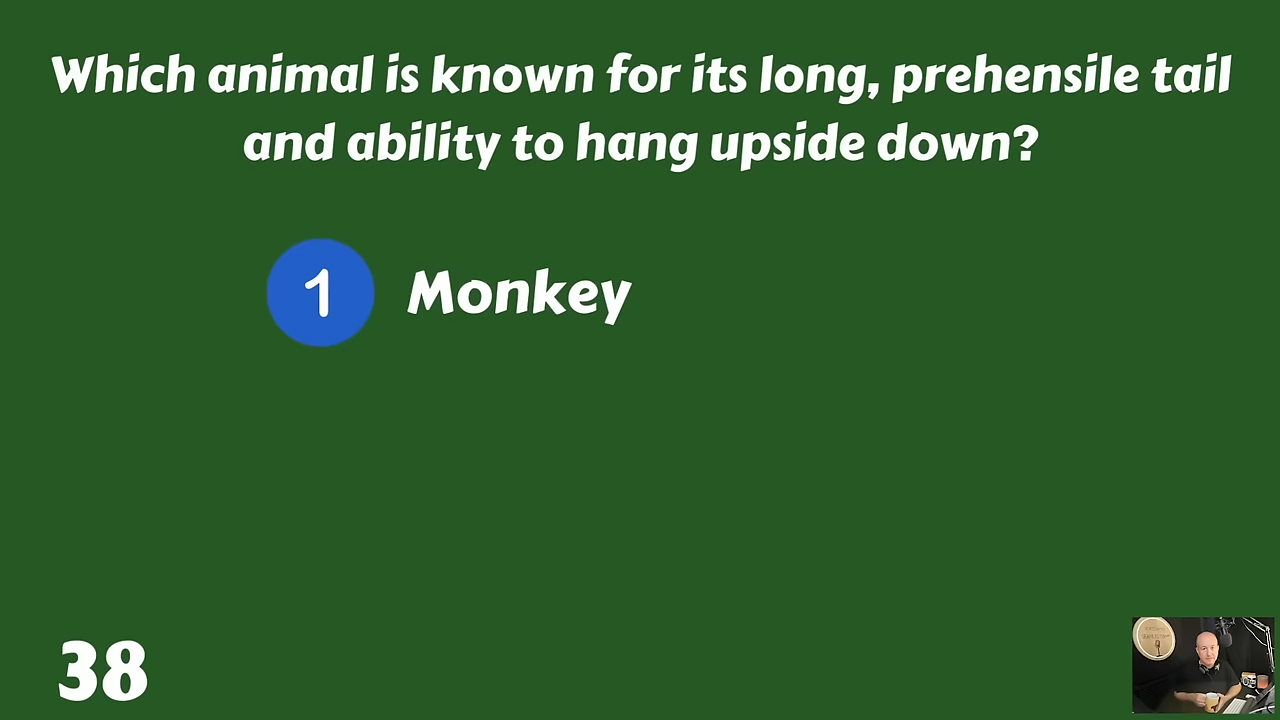 Which animal is known for its long, prehensile tail
and ability to hang upside down?
1 Monkey
38